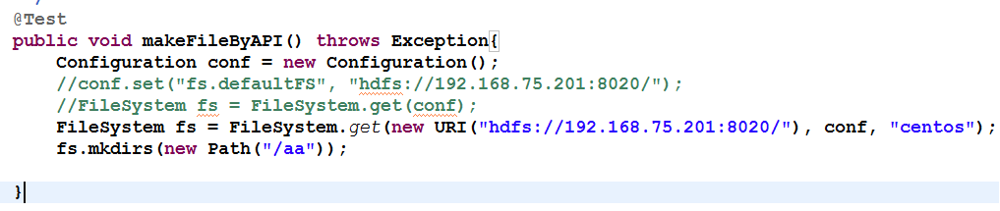 @Test
public void makeFileByAPI() throws Exception{
    Configuration conf = new Configuration();
    //conf.set("fs.defaultFS", "hdfs://192.168.75.201:8020/");
    //FileSystem fs = FileSystem.get(conf);
    FileSystem fs = FileSystem.get(new URI("hdfs://192.168.75.201:8020/"), conf, "centos");
    fs.mkdirs(new Path("/aa"));
}